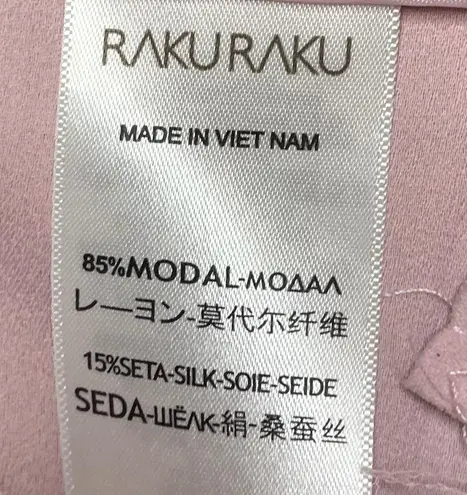 RAKURAKU
MADE IN VIET NAM
85%MODAL-МОДАЛ
レーヨン-莫代尔纤维
15%SETA-SILK-SOIE-SEIDE
SEDA-ШЁЛК-絹-桑蚕丝